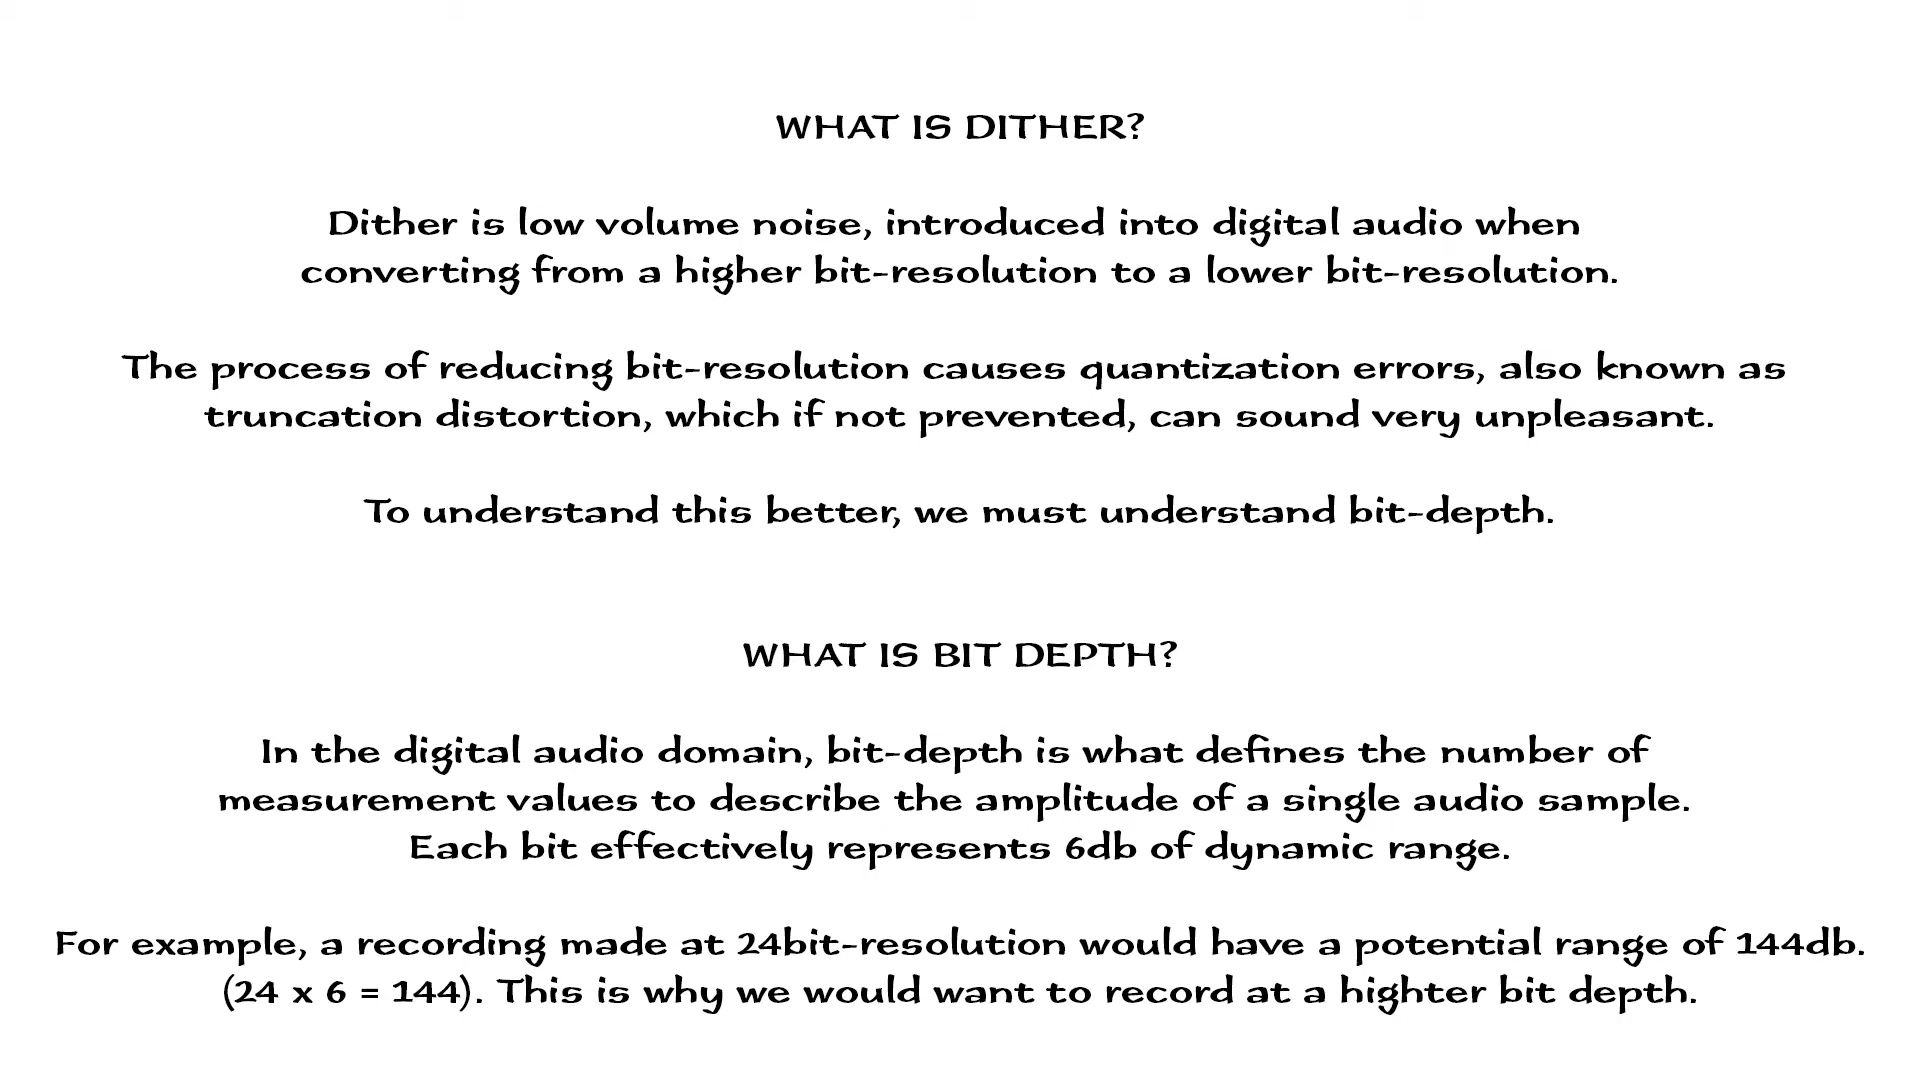 WHAT IS DITHER?
Dither is low volume noise, introduced into digital audio when
converting from a higher bit-resolution to a lower bit-resolution.
The process of reducing bit-resolution causes quantization errors, also known as
truncation distortion, which if not prevented, can sound very unpleasant.
To understand this better, we must understand bit-depth.
WHAT IS BIT DEPTH?
In the digital audio domain, bit-depth is what defines the number of
measurement values to describe the amplitude of a single audio sample.
Each bit effectively represents 6db of dynamic range.
For example, a recording made at 24bit-resolution would have a potential range of 144db.
(24 x 6 = 144). This is why we would want to record at a highter bit depth.